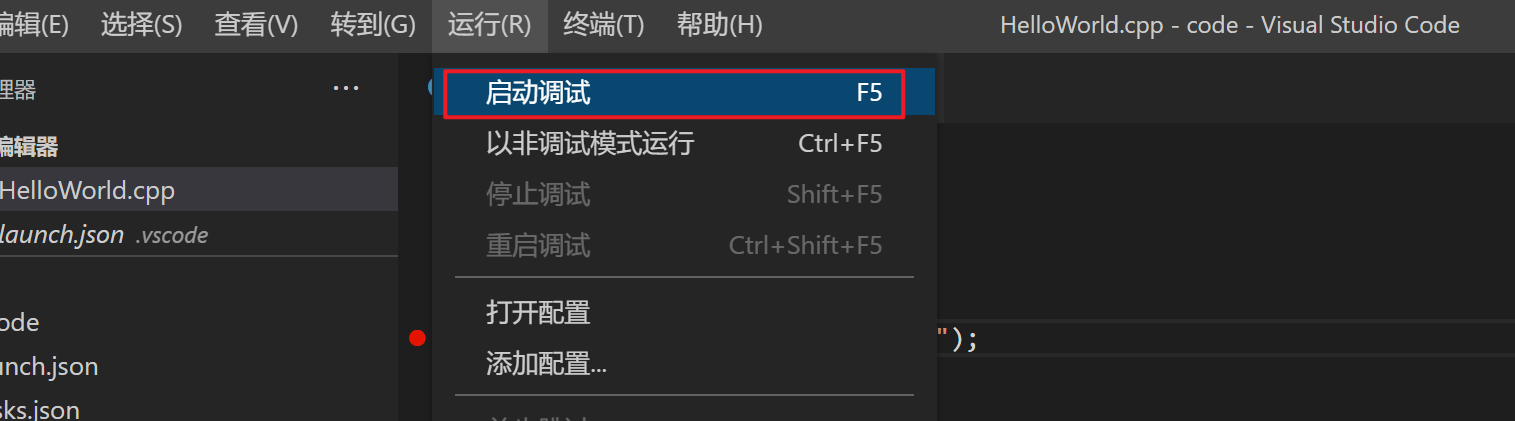 编辑(E) 选择(S) 查看(V) 转到(G) 运行(R) 终端(T) 帮助(H) HelloWorld.cpp - code - Visual Studio Code
理器 ···
启动调试 F5
以非调试模式运行 Ctrl+F5
编辑器
HelloWorld.cpp
停止调试 Shift+F5
launch.json .vscode
重启调试 Ctrl+Shift+F5
打开配置
ode
");
添加配置...
unch.json
sks.json